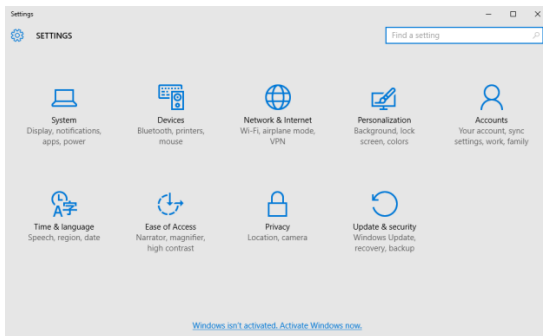 Settings
SETTINGS
Find a setting
System
Display, notifications,
apps, power
Devices
Bluetooth, printers,
mouse
Network & Internet
Wi-Fi, airplane mode,
VPN
Personalization
Background, lock
screen, colors
Accounts
Your account, sync
settings, work, family
Time & language
Speech, region, date
Ease of Access
Narrator, magnifier,
high contrast
Privacy
Location, camera
Update & security
Windows Update,
recovery, backup
Windows isn't activated. Activate Windows now.